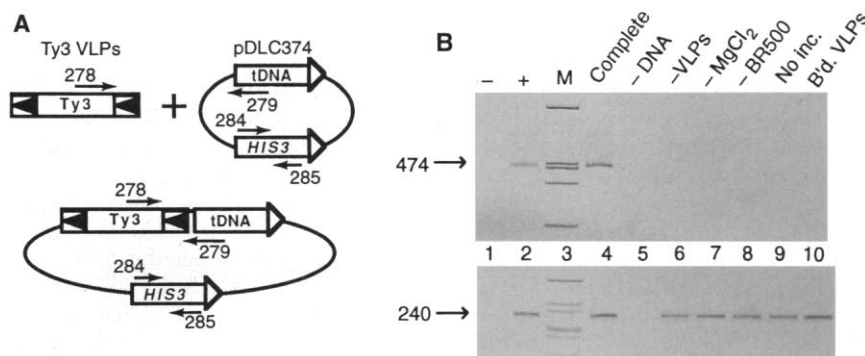 A
Ty3 VLPs
278
Ty3
+
pDLC374
tDNA
279
284
HIS3
285
278
Ty3
tDNA
279
284
HIS3
285
B
– + M Complete – DNA –VLPs – MgCl₂ – BR500 No inc. B'd. VLPs
474
1 2 3 4 5 6 7 8 9 10
240